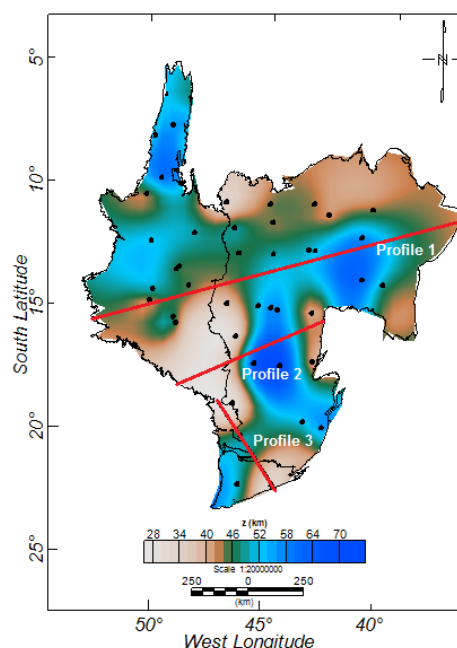 5°
N
10°
15°
20°
25°
South Latitude
Profile 1
Profile 2
Profile 3
z (km)
28 34 40 46 52 58 64 70
Scale 1:20000000
250 0 250
(km)
50° 45° 40°
West Longitude